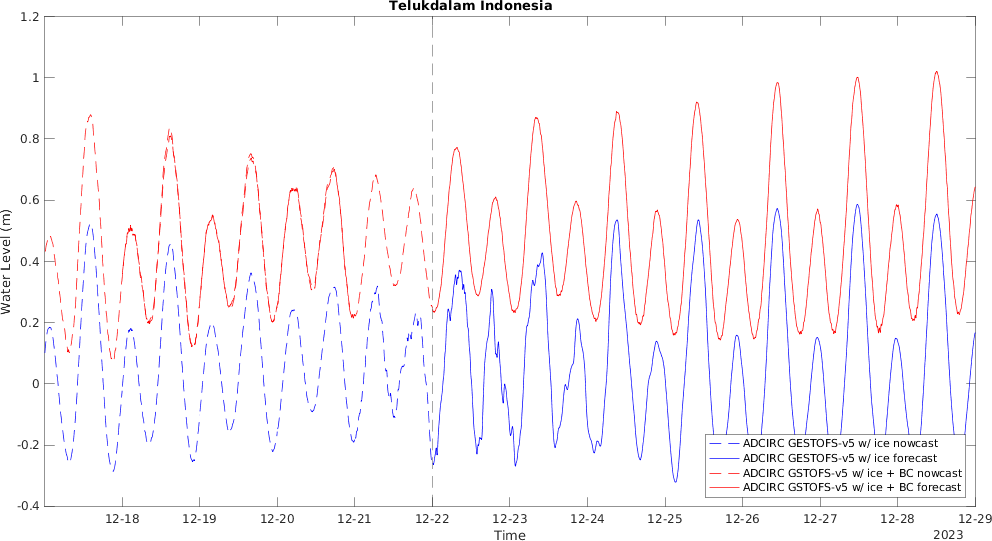 Telukdalam Indonesia
1.2
1
0.8
0.6
0.4
0.2
0
-0.2
-0.4
Water Level (m)
ADCIRC GESTOFS-v5 w/ ice nowcast
ADCIRC GESTOFS-v5 w/ ice forecast
ADCIRC GSTOFS-v5 w/ ice + BC nowcast
ADCIRC GSTOFS-v5 w/ ice + BC forecast
12-18 12-19 12-20 12-21 12-22 12-23 12-24 12-25 12-26 12-27 12-28 12-29
Time
2023